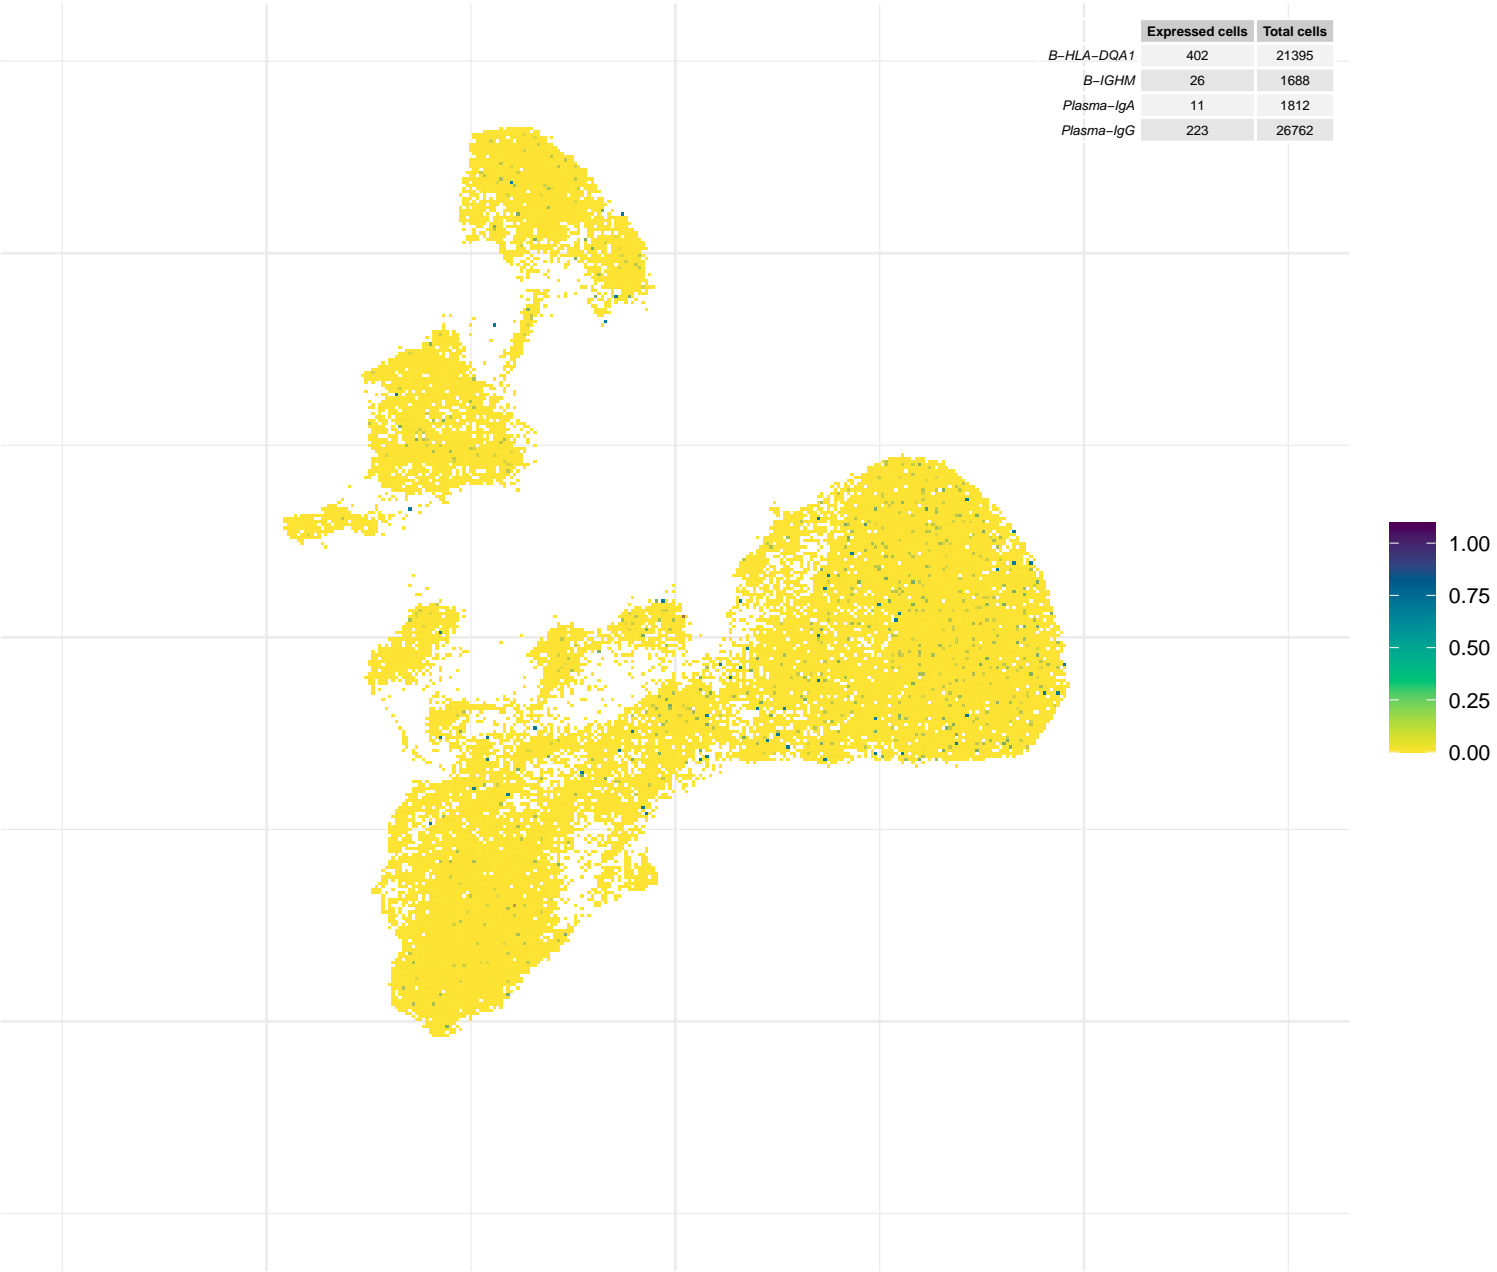 Expressed cells Total cells
B−HLA−DQA1 402 21395
B−IGHM 26 1688
Plasma−IgA 11 1812
Plasma−IgG 223 26762
1.00
0.75
0.50
0.25
0.00